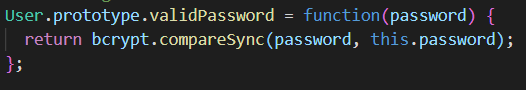 User.prototype.validPassword = function(password) {
  return bcrypt.compareSync(password, this.password);
};